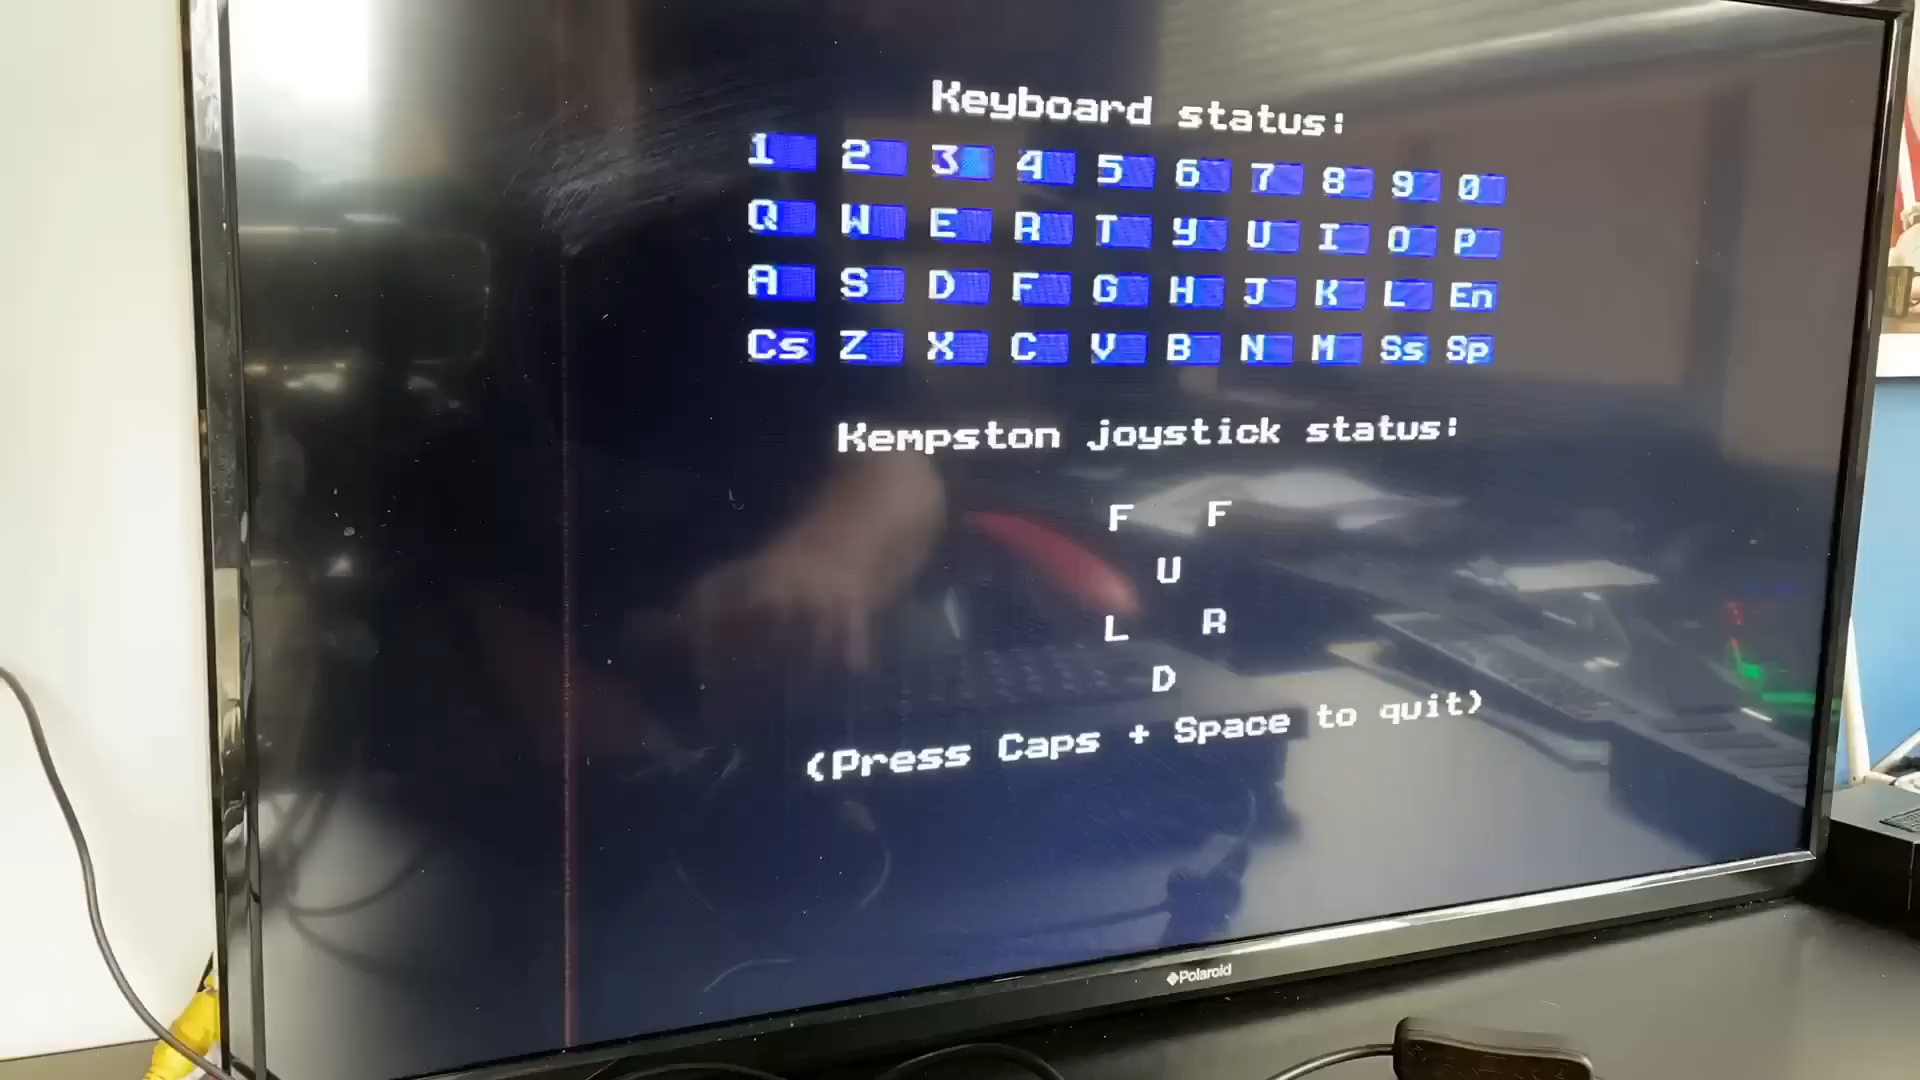 Keyboard status:
1 2 3 4 5 6 7 8 9 0
Q W E R T Y U I O P
A S D F G H J K L En
Cs Z X C V B N M Ss Sp
Kempston joystick status:
F F
U
L R
D
(Press Caps + Space to quit)
Polaroid